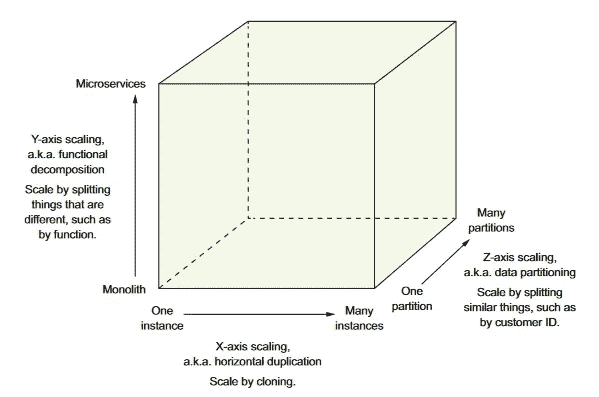 Microservices
Y-axis scaling,
a.k.a. functional
decomposition
Scale by splitting
things that are
different, such as
by function.
Monolith
One
instance
Many
instances
X-axis scaling,
a.k.a. horizontal duplication
Scale by cloning.
One
partition
Many
partitions
Z-axis scaling,
a.k.a. data partitioning
Scale by splitting
similar things, such as
by customer ID.